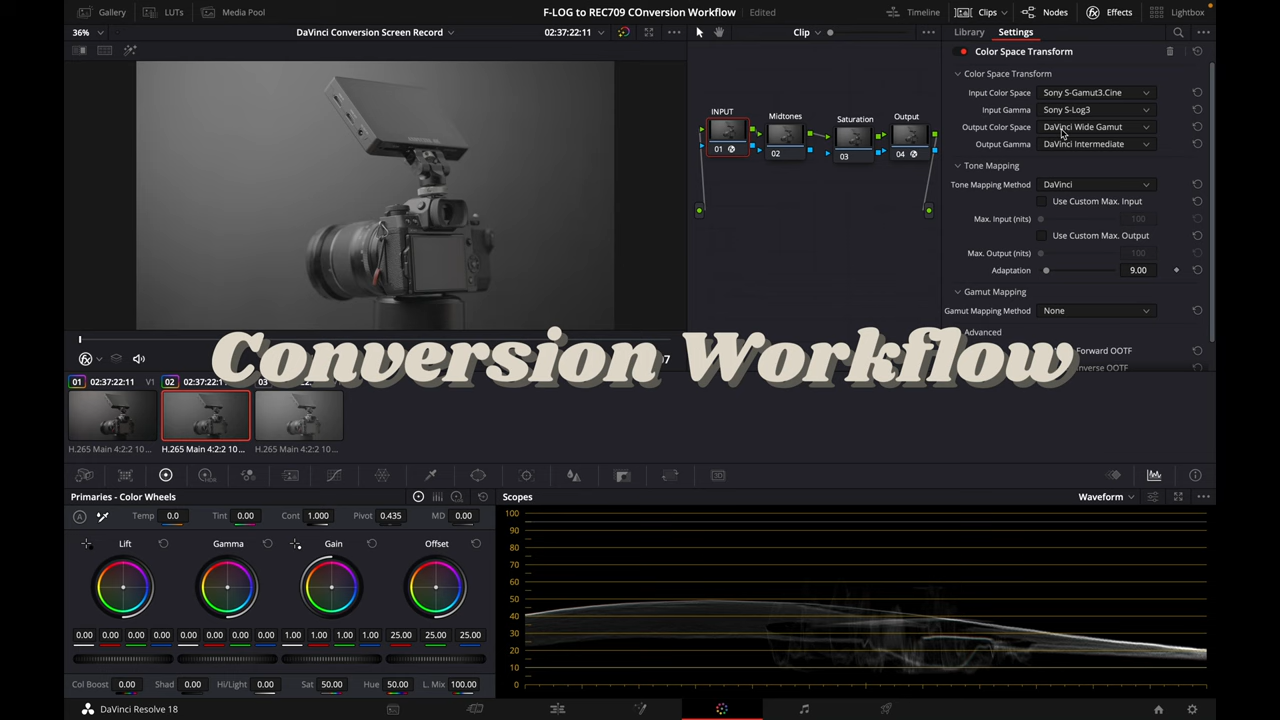 Gallery LUTs Media Pool F-LOG to REC709 COnversion Workflow Edited Timeline Clips Nodes Effects Lightbox
36% DaVinci Conversion Screen Record 02:37:22:11 Clip Library Settings
Color Space Transform
Color Space Transform
Input Color Space Sony S-Gamut3.Cine
Input Gamma Sony S-Log3
Output Color Space DaVinci Wide Gamut
Output Gamma DaVinci Intermediate
INPUT Midtones Saturation Output
01 02 03 04
Tone Mapping
Tone Mapping Method DaVinci
Use Custom Max. Input
Max. Input (nits) 100
Use Custom Max. Output
Max. Output (nits) 100
Adaptation 9.00
Gamut Mapping
Gamut Mapping Method None
Advanced
Forward OOTF
Conversion Workflow
01 02:37:22:11 V1 02 02:37:22:11
H.265 Main 4:2:2 10... H.265 Main 4:2:2 10... H.265 Main 4:2:2 10...
Primaries - Color Wheels Scopes Waveform
A Temp 0.0 Tint 0.00 Cont 1.000 Pivot 0.435 MD 0.00
Lift Gamma Gain Offset
0.00 0.00 0.00 0.00 0.00 0.00 0.00 0.00 1.00 1.00 1.00 1.00 25.00 25.00 25.00
Col Boost 0.00 Shad 0.00 Hi/Light 0.00 Sat 50.00 Hue 50.00 L. Mix 100.00
100
90
80
70
60
50
40
30
20
10
0
DaVinci Resolve 18